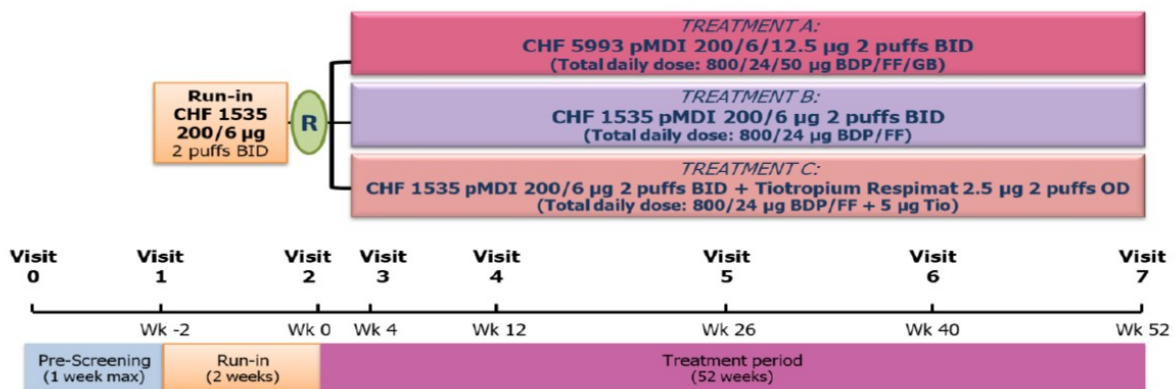 TREATMENT A:
CHF 5993 pMDI 200/6/12.5 µg 2 puffs BID
(Total daily dose: 800/24/50 µg BDP/FF/GB)
Run-in
CHF 1535
200/6 µg
2 puffs BID
R
TREATMENT B:
CHF 1535 pMDI 200/6 µg 2 puffs BID
(Total daily dose: 800/24 µg BDP/FF)
TREATMENT C:
CHF 1535 pMDI 200/6 µg 2 puffs BID + Tiotropium Respimat 2.5 µg 2 puffs OD
(Total daily dose: 800/24 µg BDP/FF + 5 µg Tio)
Visit Visit Visit Visit Visit Visit Visit Visit
0 1 2 3 4 5 6 7
Wk -2 Wk 0 Wk 4 Wk 12 Wk 26 Wk 40 Wk 52
Pre-Screening Run-in Treatment period
(1 week max) (2 weeks) (52 weeks)